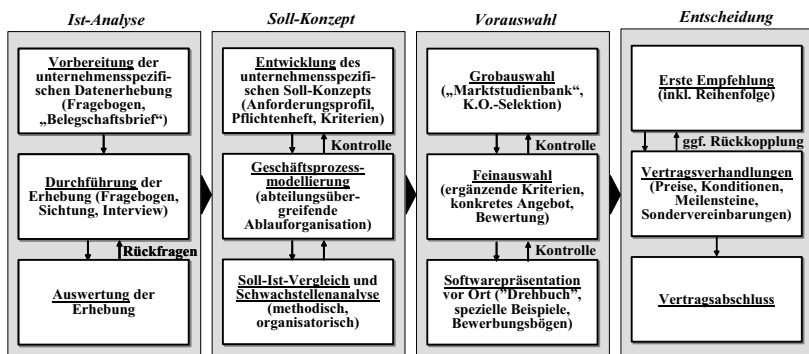 Ist-Analyse
Vorbereitung der
unternehmensspezifi-
schen Datenerhebung
(Fragebogen,
„Belegschaftsbrief“)
Durchführung der
Erhebung (Fragebogen,
Sichtung, Interview)
Rückfragen
Auswertung der
Erhebung
Soll-Konzept
Entwicklung des
unternehmensspezifi-
schen Soll-Konzepts
(Anforderungsprofil,
Pflichtenheft, Kriterien)
Kontrolle
Geschäftsprozess-
modellierung
(abteilungsüber-
greifende
Ablauforganisation)
Soll-Ist-Vergleich und
Schwachstellenanalyse
(methodisch,
organisatorisch)
Vorauswahl
Grobauswahl
(„Marktstudienbank“,
K.O.-Selektion)
Kontrolle
Feinauswahl
(ergänzende Kriterien,
konkretes Angebot,
Bewertung)
Kontrolle
Softwarepräsentation
vor Ort (”Drehbuch”,
spezielle Beispiele,
Bewerbungsbögen)
Entscheidung
Erste Empfehlung
(inkl. Reihenfolge)
ggf. Rückkopplung
Vertragsverhandlungen
(Preise, Konditionen,
Meilensteine,
Sondervereinbarungen)
Vertragsabschluss